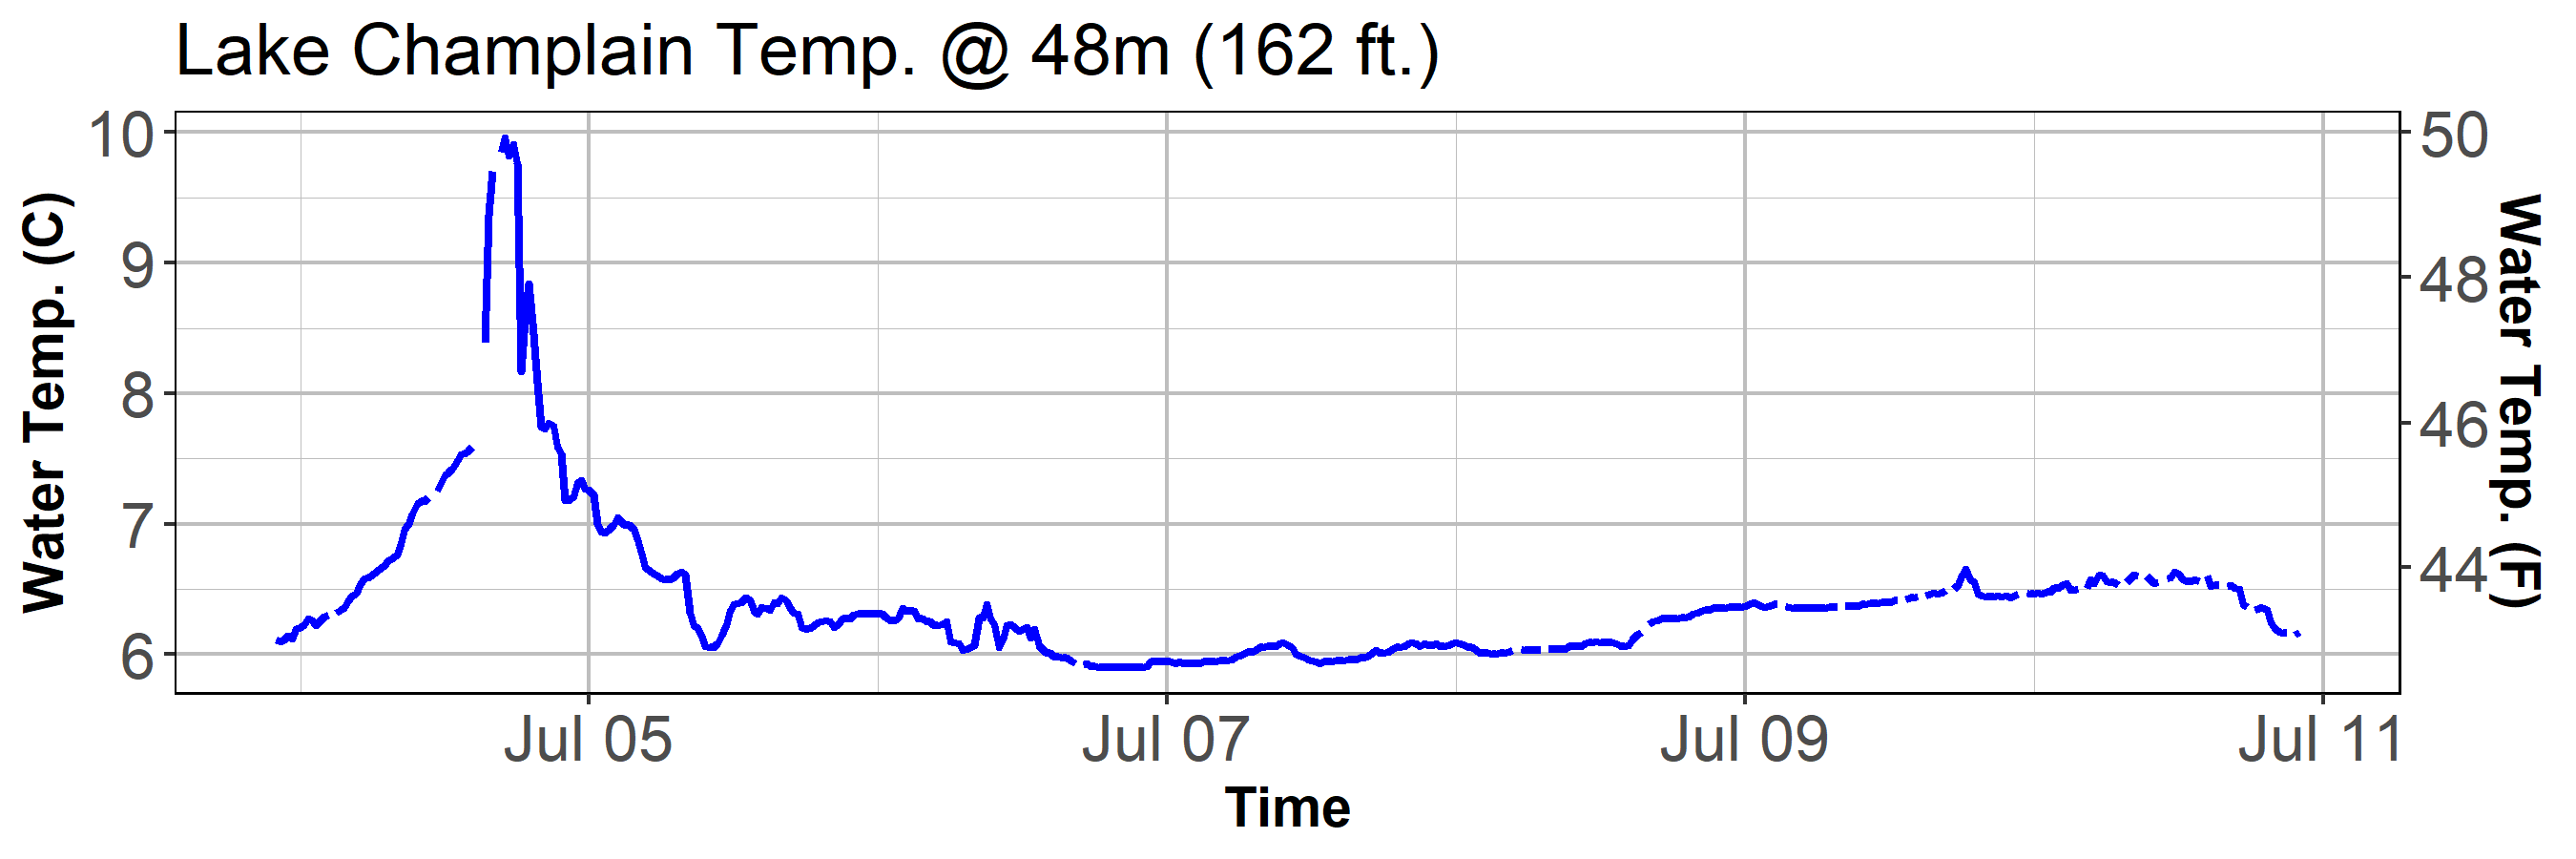 Lake Champlain Temp. @ 48m (162 ft.)
Water Temp. (C)
10
9
8
7
6
50
48
46
44
Water Temp. (F)
Jul 05 Jul 07 Jul 09 Jul 11
Time